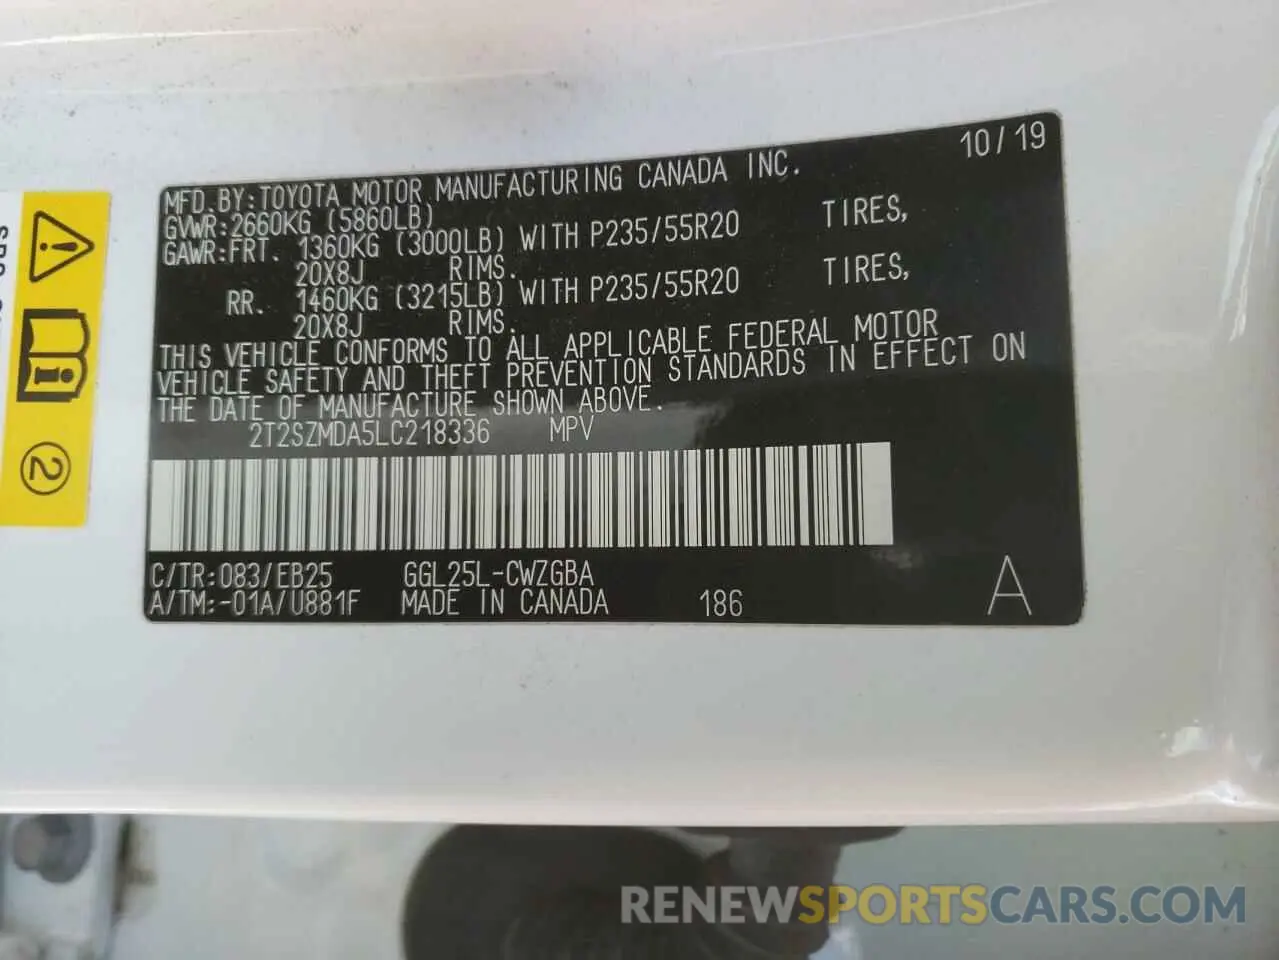 10/19
MFD. BY: TOYOTA MOTOR MANUFACTURING CANADA INC.
GVWR: 2660KG (5860LB)
GAWR: FRT. 1360KG (3000LB) WITH P235/55R20 TIRES,
20X8J RIMS.
RR. 1460KG (3215LB) WITH P235/55R20 TIRES,
20X8J RIMS.
THIS VEHICLE CONFORMS TO ALL APPLICABLE FEDERAL MOTOR
VEHICLE SAFETY AND THEFT PREVENTION STANDARDS IN EFFECT ON
THE DATE OF MANUFACTURE SHOWN ABOVE.
2T2SZMDA5LC218336 MPV
C/TR: 083/EB25 GGL25L-CWZGBA
A/TM: -01A/U881F MADE IN CANADA 186
A
2
RENEWSPORTSCARS.COM